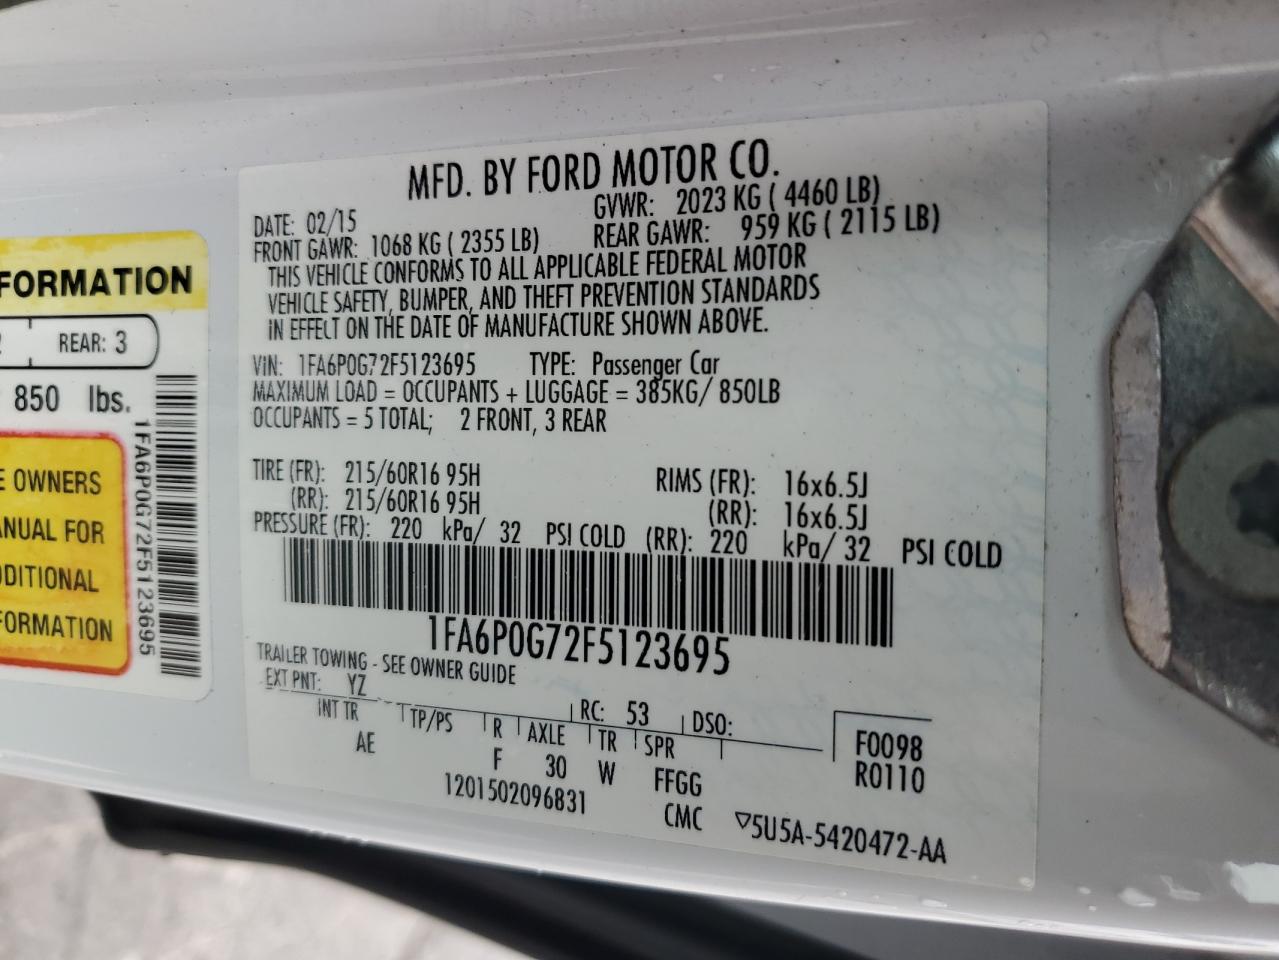 FORMATION
REAR: 3
850 lbs.
1FA6P0G72F5123695
OWNERS
FOR
FORMATION
MFD. BY FORD MOTOR CO.
DATE: 02/15 GVWR: 2023 KG ( 4460 LB)
FRONT GAWR: 1068 KG ( 2355 LB) REAR GAWR: 959 KG ( 2115 LB)
THIS VEHICLE CONFORMS TO ALL APPLICABLE FEDERAL MOTOR
VEHICLE SAFETY, BUMPER, AND THEFT PREVENTION STANDARDS
IN EFFECT ON THE DATE OF MANUFACTURE SHOWN ABOVE.
VIN: 1FA6P0G72F5123695 TYPE: Passenger Car
MAXIMUM LOAD = OCCUPANTS + LUGGAGE = 385KG/ 850LB
OCCUPANTS = 5 TOTAL; 2 FRONT, 3 REAR
TIRE (FR): 215/60R16 95H RIMS (FR): 16x6.5J
(RR): 215/60R16 95H (RR): 16x6.5J
PRESSURE (FR): 220 kPa/ 32 PSI COLD (RR): 220 kPa/ 32 PSI COLD
1FA6P0G72F5123695
TRAILER TOWING - SEE OWNER GUIDE
EXT PNT: YZ RC: 53 DSO:
INT TR TP/PS R AXLE TR SPR F0098
AE F 30 W FFGG R0110
1201502096831 CMC ▽5U5A-5420472-AA